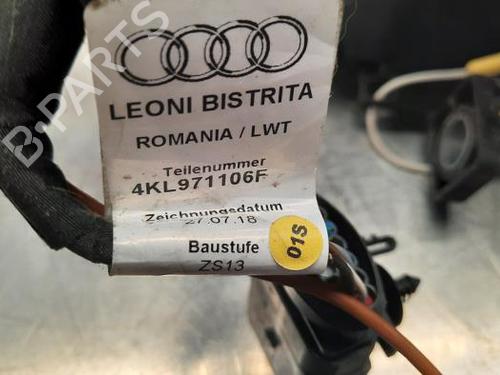 B-PARTS
LEONI BISTRITA
ROMANIA / LWT
Teilenummer
4KL971106F
Zeichnungsdatum
27.07.18
Baustufe
ZS13
01S